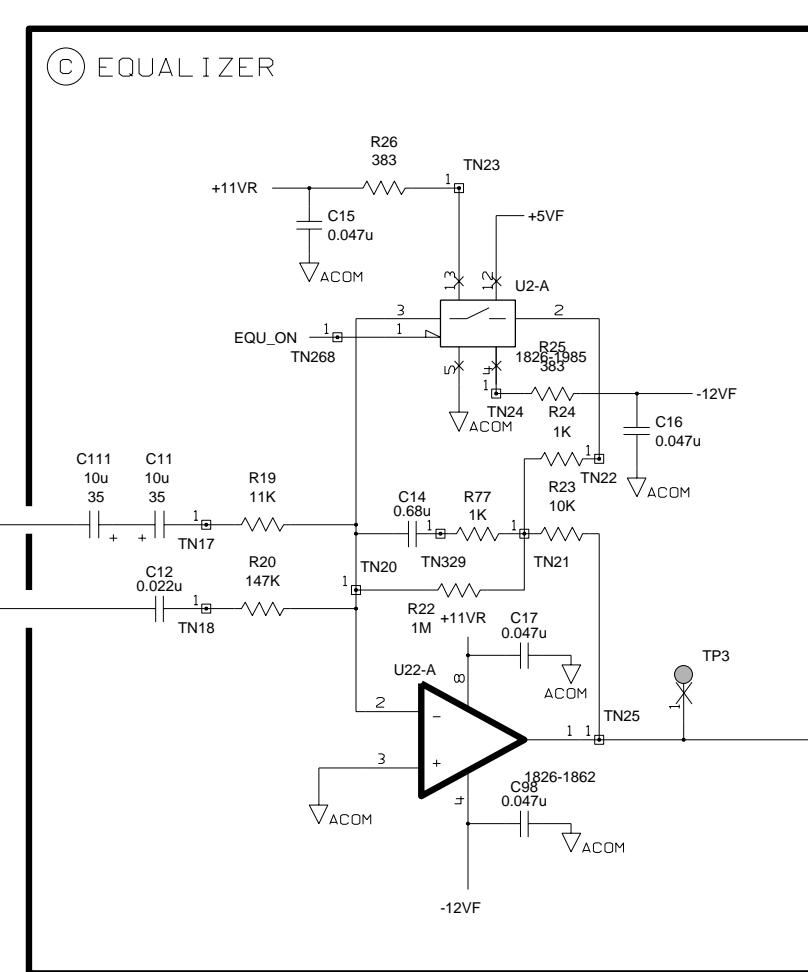 C EQUALIZER
R26
383
TN23
1
+11VR
C15
0.047u
+5VF
ACOM
13
12
U2-A
3
2
EQU_ON
1
1
TN268
R25
1826-1985
383
5
4
1
-12VF
TN24
ACOM
R24
1K
C16
0.047u
1
TN22
ACOM
C111
10u
35
C11
10u
35
R19
11K
C14
0.68u
R77
1K
R23
10K
+
+
1
TN17
1
TN329
1
TN21
C12
0.022u
R20
147K
TN20
1
1
TN18
R22
1M
+11VR
C17
0.047u
TP3
U22-A
8
ACOM
1
2
−
TN25
1
1
3
+
1826-1862
C98
0.047u
4
ACOM
ACOM
-12VF